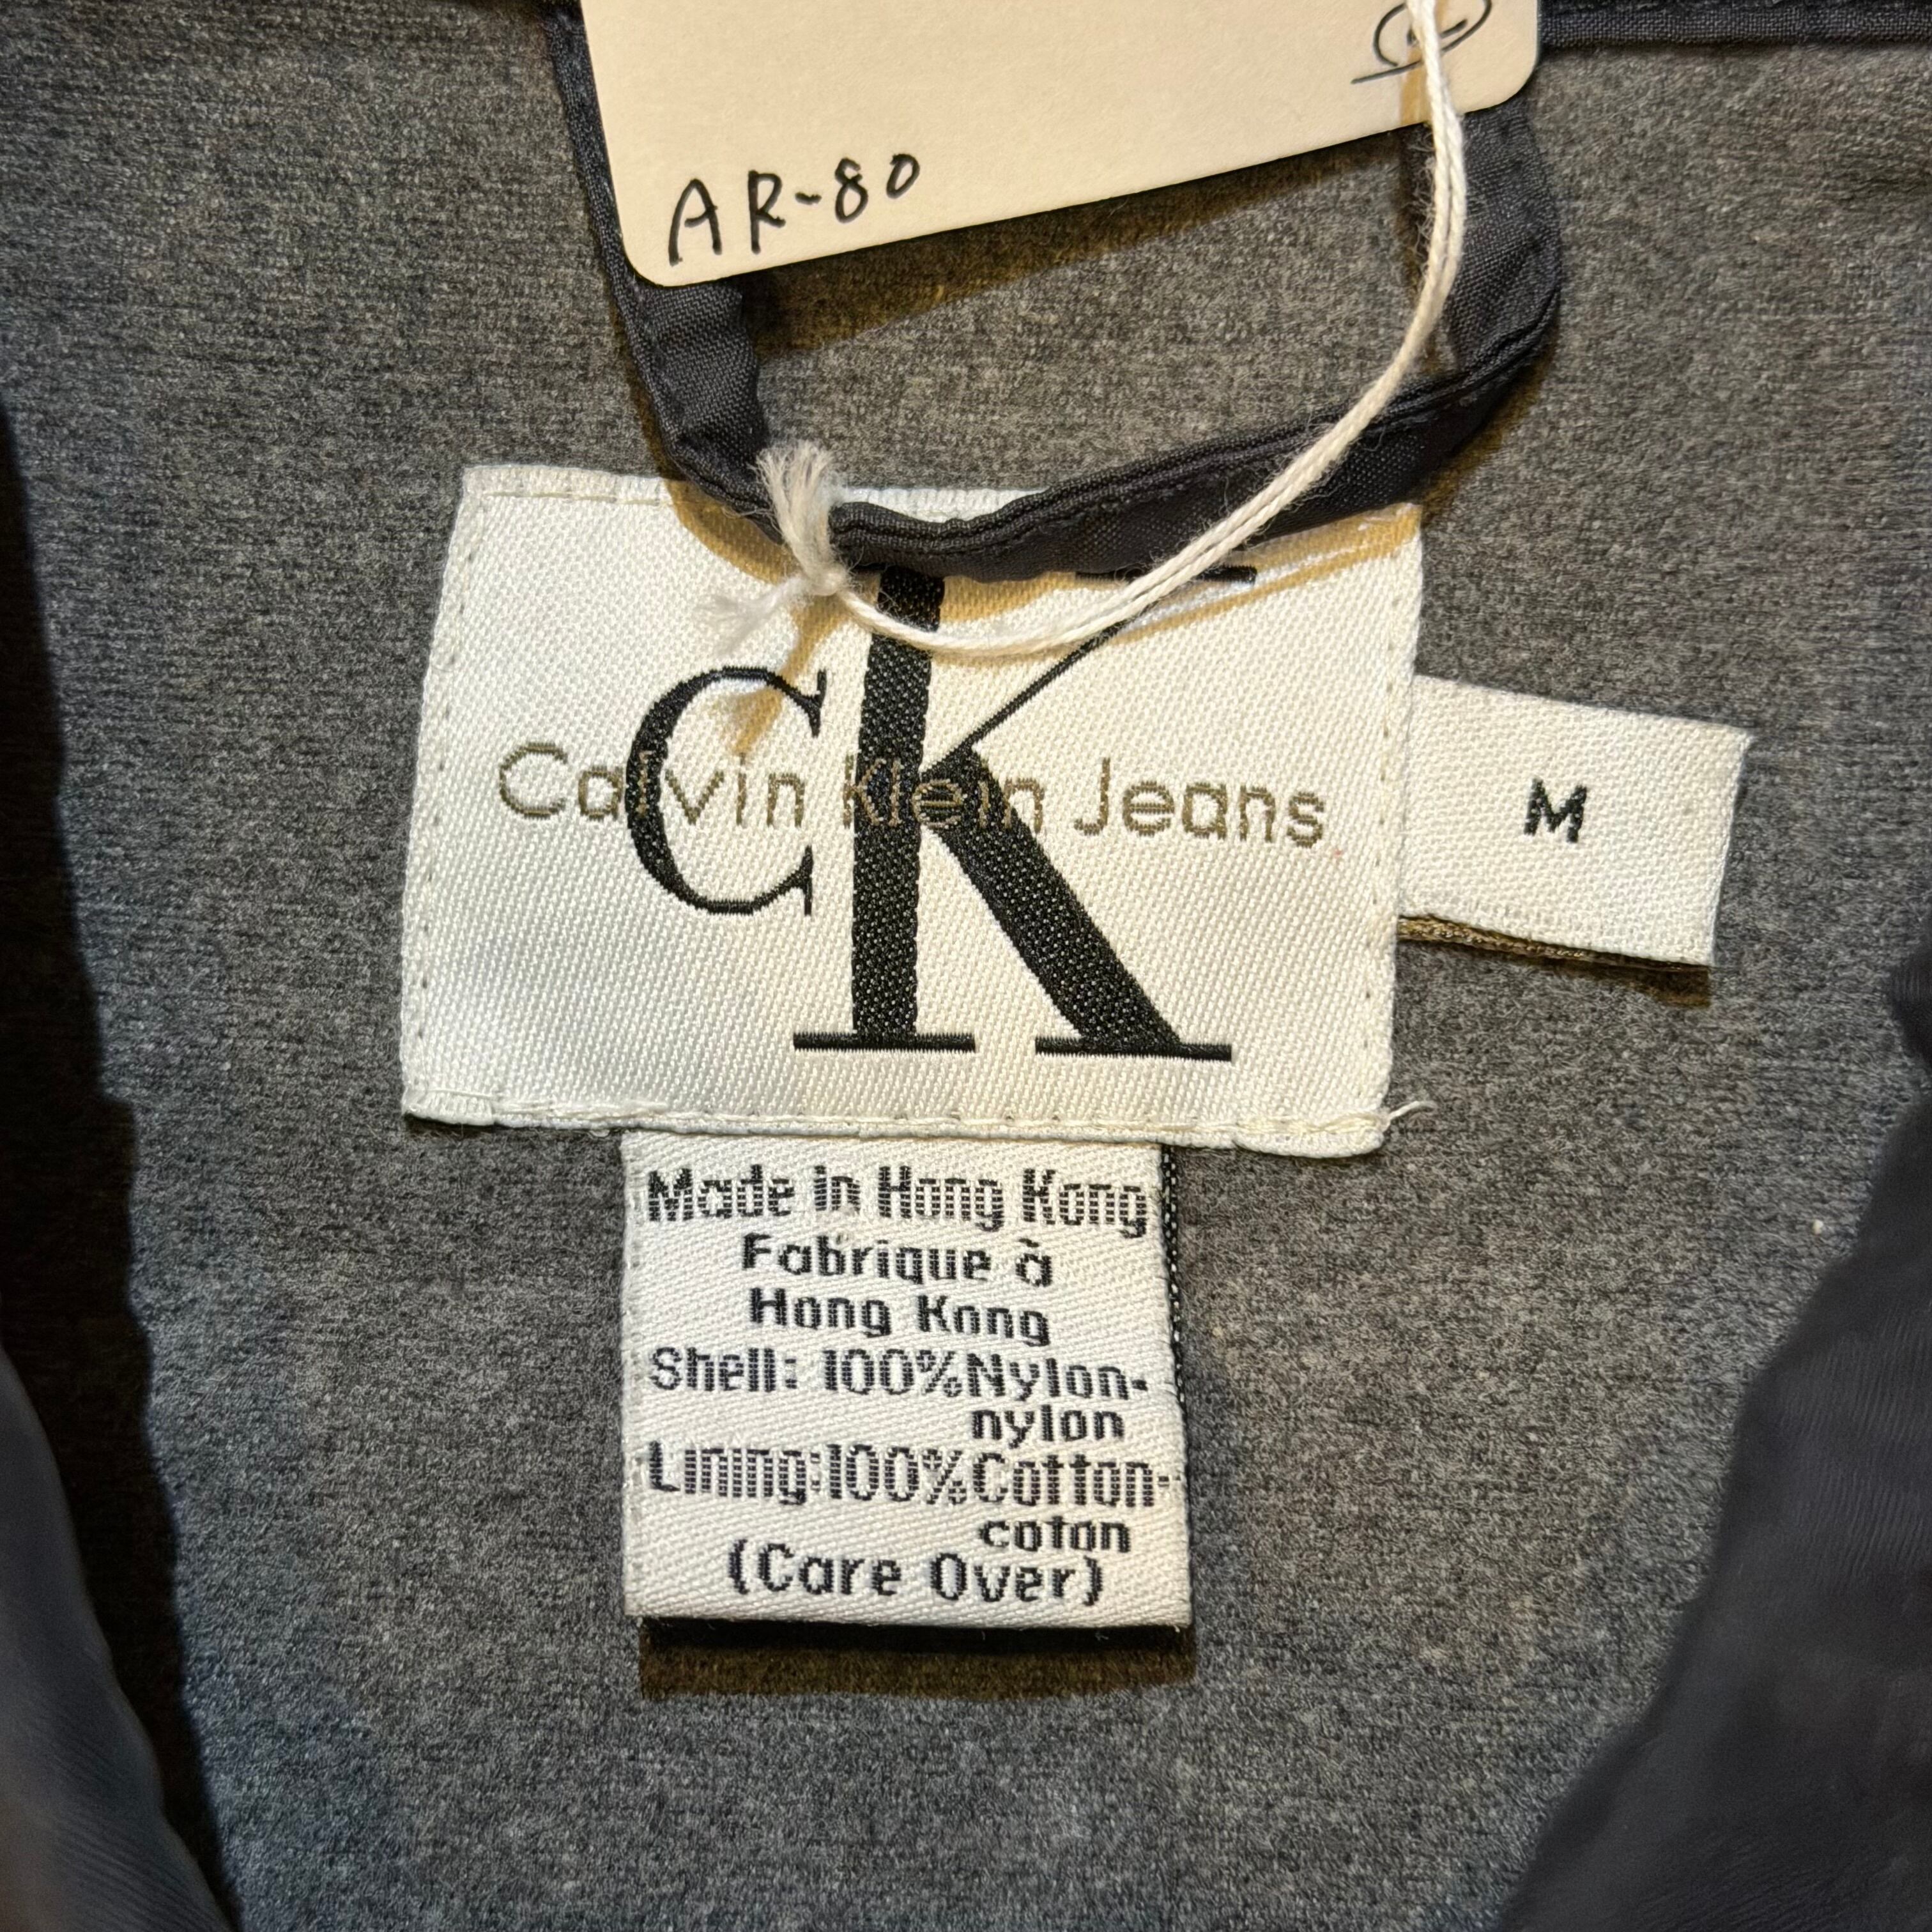 AR-80
CK
Calvin Klein Jeans
M
Made in Hong Kong
Fabrique à
Hong Kong
Shell: 100%Nylon-
nylon
Lining:100%Cotton-
coton
(Care Over)